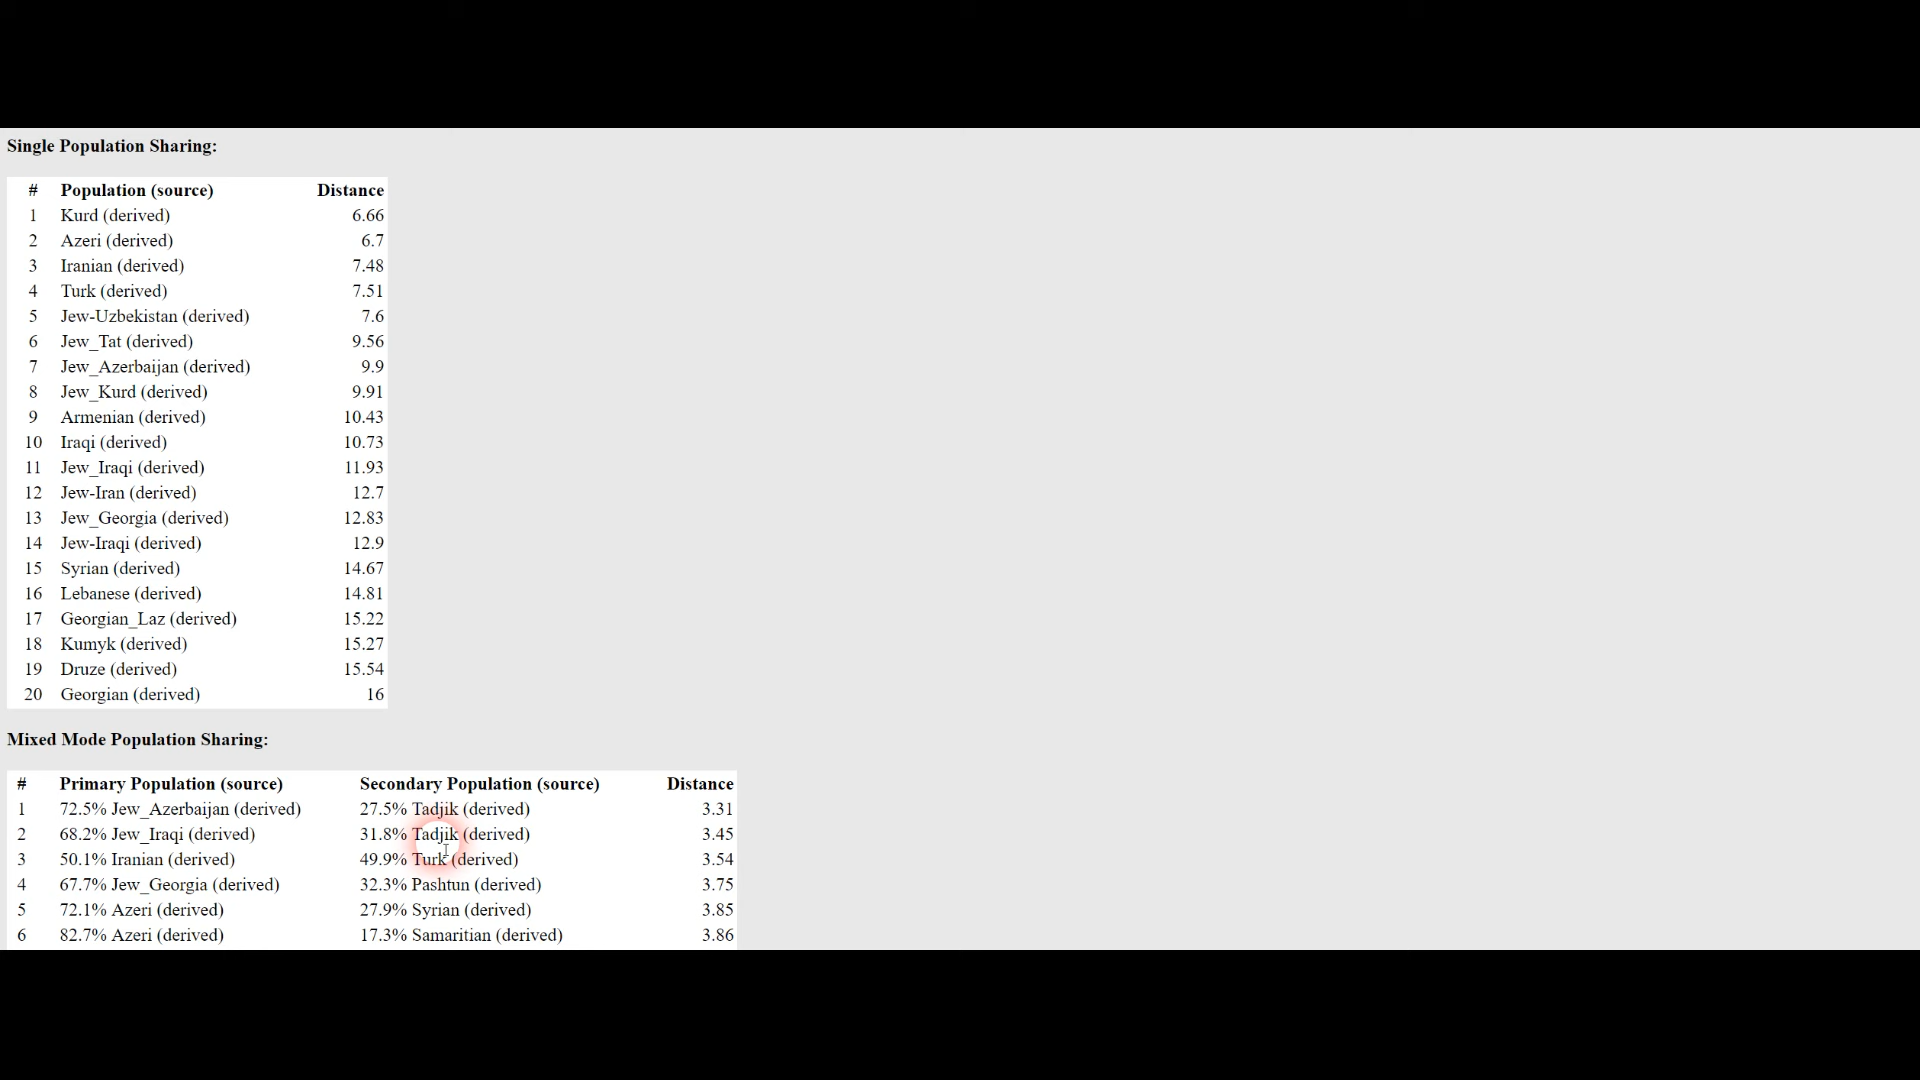 Single Population Sharing:
# Population (source) Distance
1 Kurd (derived) 6.66
2 Azeri (derived) 6.7
3 Iranian (derived) 7.48
4 Turk (derived) 7.51
5 Jew-Uzbekistan (derived) 7.6
6 Jew_Tat (derived) 9.56
7 Jew_Azerbaijan (derived) 9.9
8 Jew_Kurd (derived) 9.91
9 Armenian (derived) 10.43
10 Iraqi (derived) 10.73
11 Jew_Iraqi (derived) 11.93
12 Jew-Iran (derived) 12.7
13 Jew_Georgia (derived) 12.83
14 Jew-Iraqi (derived) 12.9
15 Syrian (derived) 14.67
16 Lebanese (derived) 14.81
17 Georgian_Laz (derived) 15.22
18 Kumyk (derived) 15.27
19 Druze (derived) 15.54
20 Georgian (derived) 16
Mixed Mode Population Sharing:
# Primary Population (source) Secondary Population (source) Distance
1 72.5% Jew_Azerbaijan (derived) 27.5% Tadjik (derived) 3.31
2 68.2% Jew_Iraqi (derived) 31.8% Tadjik (derived) 3.45
3 50.1% Iranian (derived) 49.9% Turk (derived) 3.54
4 67.7% Jew_Georgia (derived) 32.3% Pashtun (derived) 3.75
5 72.1% Azeri (derived) 27.9% Syrian (derived) 3.85
6 82.7% Azeri (derived) 17.3% Samaritian (derived) 3.86